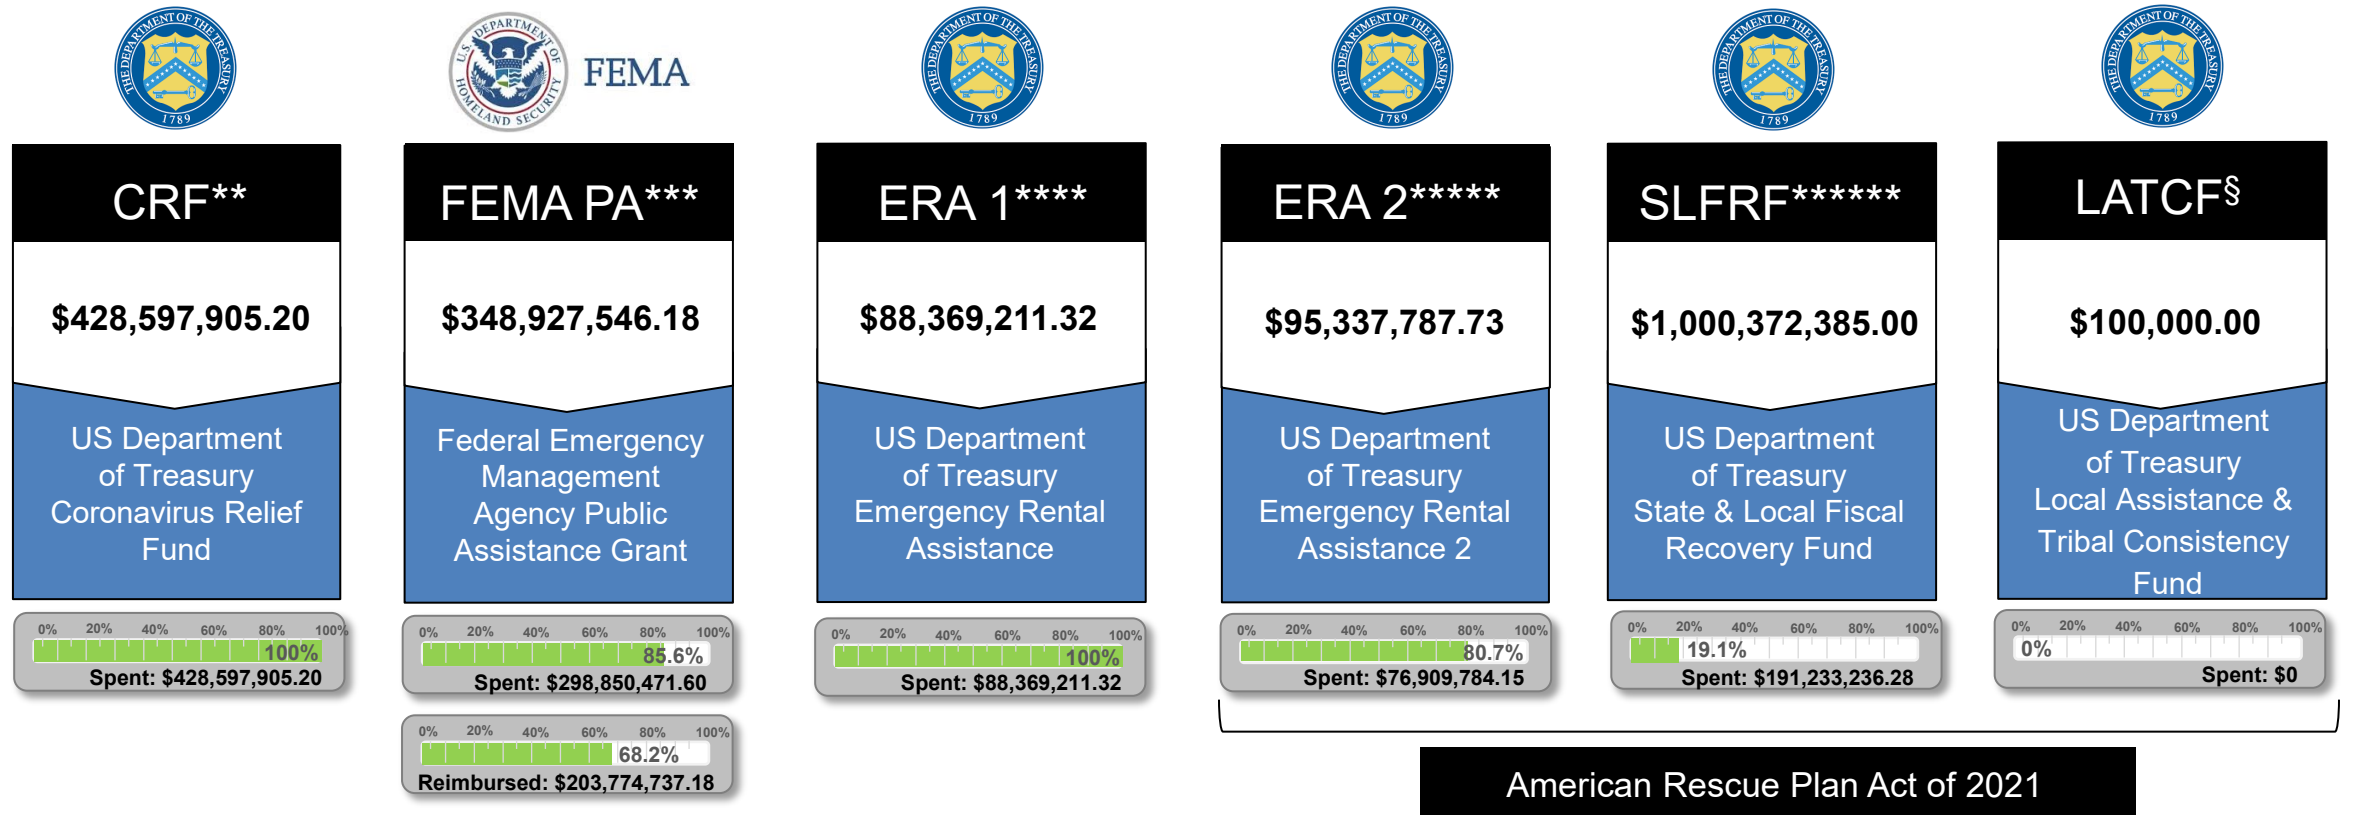 THE DEPARTMENT OF THE TREASURY
1789
U.S. DEPARTMENT OF
HOMELAND SECURITY
FEMA
THE DEPARTMENT OF THE TREASURY
1789
THE DEPARTMENT OF THE TREASURY
1789
THE DEPARTMENT OF THE TREASURY
1789
THE DEPARTMENT OF THE TREASURY
1789
CRF**
$428,597,905.20
US Department
of Treasury
Coronavirus Relief
Fund
0% 20% 40% 60% 80% 100%
100%
Spent: $428,597,905.20
FEMA PA***
$348,927,546.18
Federal Emergency
Management
Agency Public
Assistance Grant
0% 20% 40% 60% 80% 100%
85.6%
Spent: $298,850,471.60
0% 20% 40% 60% 80% 100%
68.2%
Reimbursed: $203,774,737.18
ERA 1****
$88,369,211.32
US Department
of Treasury
Emergency Rental
Assistance
0% 20% 40% 60% 80% 100%
100%
Spent: $88,369,211.32
ERA 2*****
$95,337,787.73
US Department
of Treasury
Emergency Rental
Assistance 2
0% 20% 40% 60% 80% 100%
80.7%
Spent: $76,909,784.15
SLFRF******
$1,000,372,385.00
US Department
of Treasury
State & Local Fiscal
Recovery Fund
0% 20% 40% 60% 80% 100%
19.1%
Spent: $191,233,236.28
LATCF§
$100,000.00
US Department
of Treasury
Local Assistance &
Tribal Consistency
Fund
0% 20% 40% 60% 80% 100%
0%
Spent: $0
American Rescue Plan Act of 2021